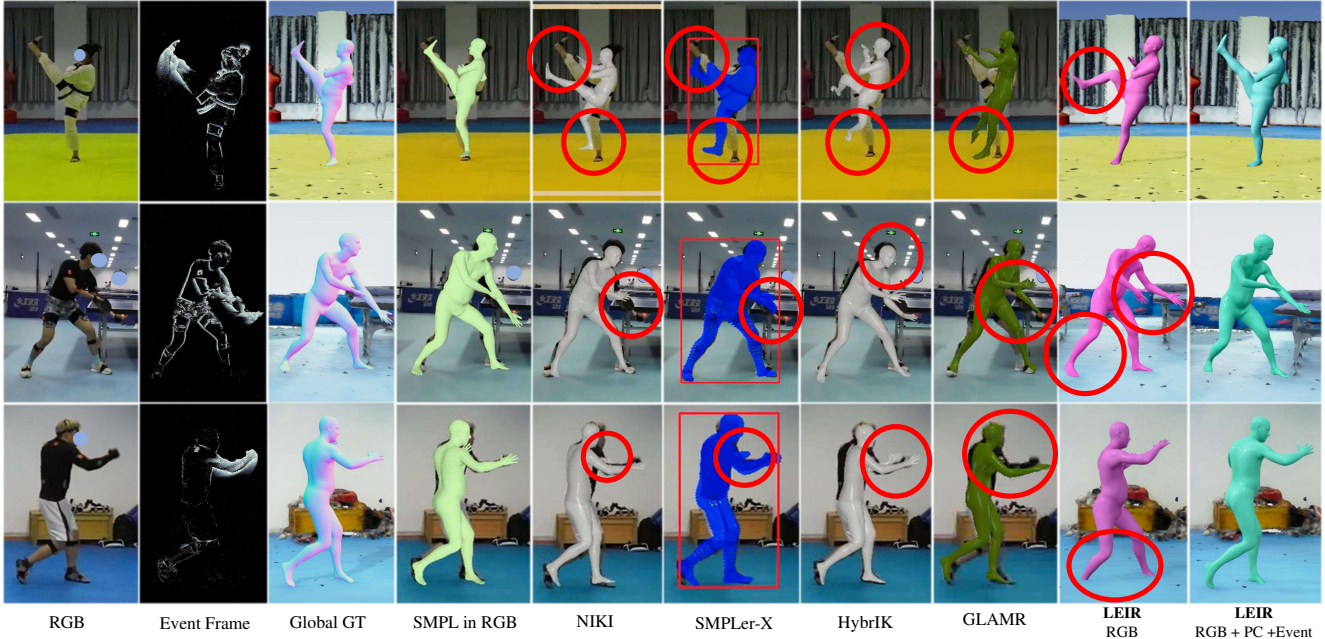 RGB
Event Frame
Global GT
SMPL in RGB
NIKI
SMPLer-X
HybrIK
GLAMR
LEIR
RGB
LEIR
RGB + PC +Event